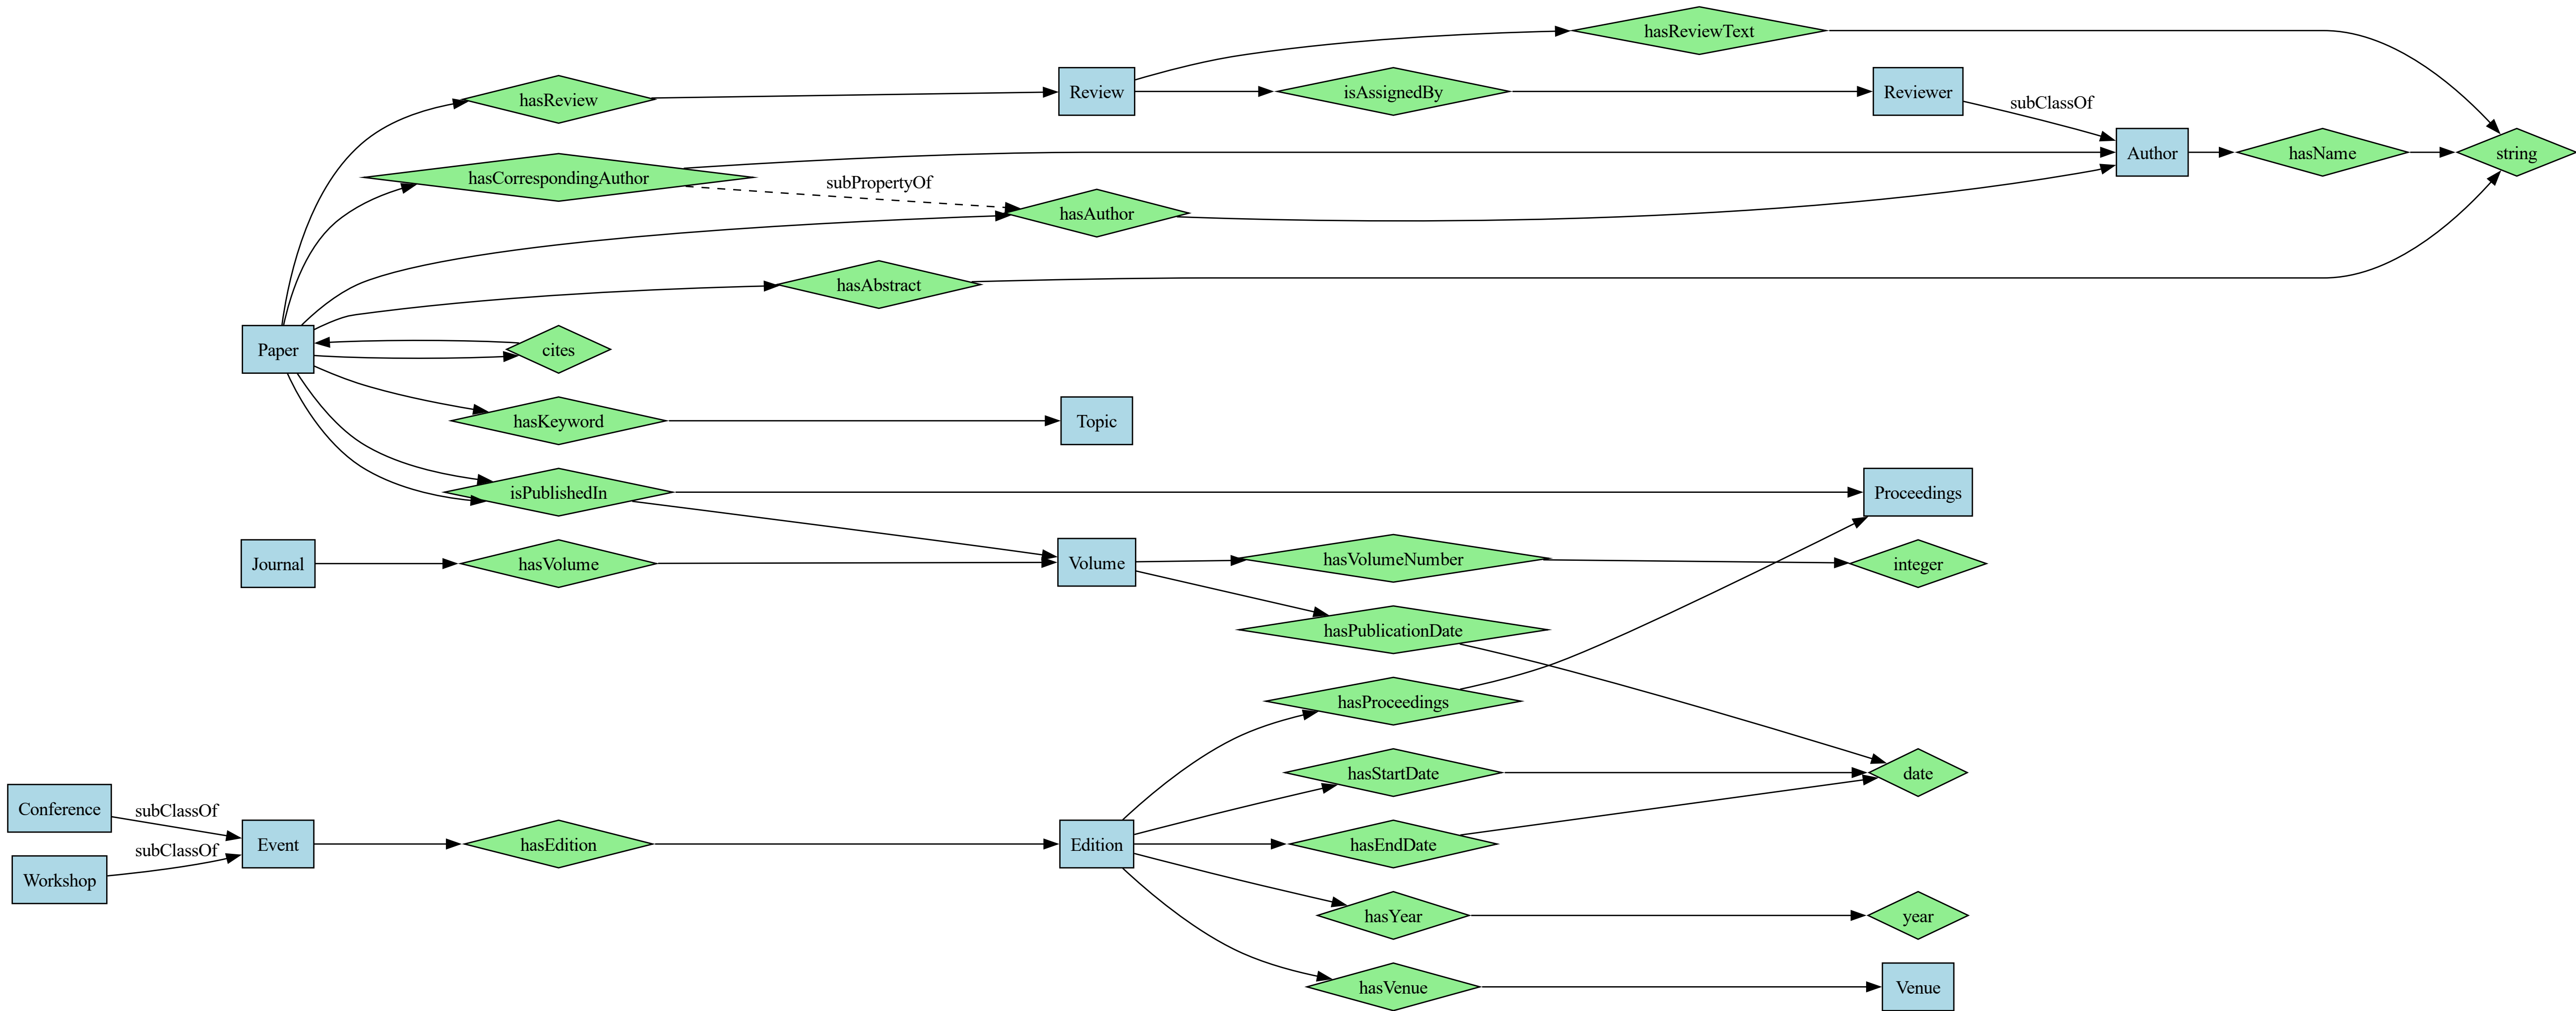 hasReviewText
hasReview
Review
isAssignedBy
Reviewer
subClassOf
hasCorrespondingAuthor
subPropertyOf
hasAuthor
Author
hasName
string
hasAbstract
Paper
cites
hasKeyword
Topic
isPublishedIn
Proceedings
Journal
hasVolume
Volume
hasVolumeNumber
integer
hasPublicationDate
hasProceedings
hasStartDate
date
Conference
subClassOf
Workshop
subClassOf
Event
hasEdition
Edition
hasEndDate
hasYear
year
hasVenue
Venue